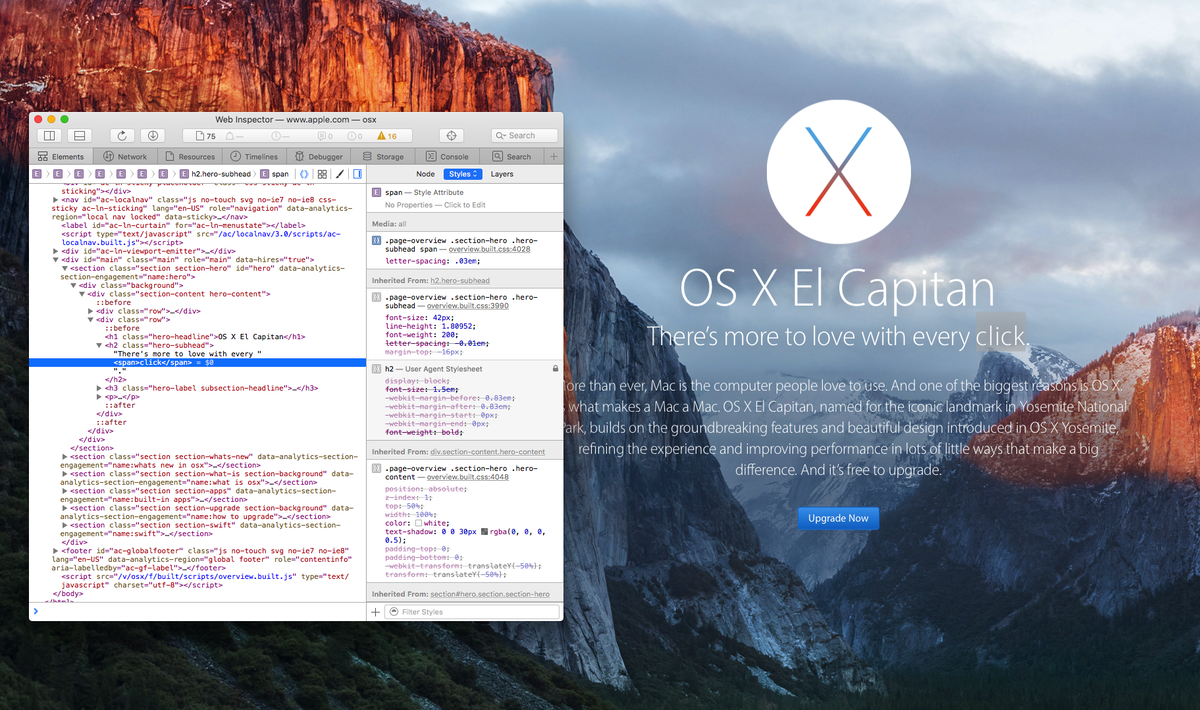 Web Inspector — www.apple.com — osx
75 — — 0 0 16 Search
Elements Network Resources Timelines Debugger Storage Console Search +
E E E E E E E E h2.hero-subhead E span Node Styles Layers
sticking"></div>
<nav id="ac-localnav" class="js no-touch svg no-ie7 no-ie8 css-
sticky ac-ln-sticking" lang="en-US" role="navigation" data-analytics-
region="local nav locked" data-sticky>…</nav>
<label id="ac-ln-curtain" for="ac-ln-menustate"></label>
<script type="text/javascript" src="/ac/localnav/3.0/scripts/ac-
localnav.built.js"></script>
<div id="ac-ln-viewport-emitter">…</div>
<div id="main" class="main" role="main" data-hires="true">
<section class="section section-hero" id="hero" data-analytics-
section-engagement="name:hero">
<div class="background">
<div class="section-content hero-content">
::before
<div class="row">…</div>
<div class="row">
::before
<h1 class="hero-headline">OS X El Capitan</h1>
<h2 class="hero-subhead">
"There's more to love with every "
<span>click</span> = $0
"."
</h2>
<h3 class="hero-label subsection-headline">…</h3>
<p>…</p>
::after
</div>
::after
</div>
</div>
</section>
<section class="section section-whats-new" data-analytics-section-
engagement="name:whats new in osx">…</section>
<section class="section section-what-is section-background" data-
analytics-section-engagement="name:what is osx">…</section>
<section class="section section-apps" data-analytics-section-
engagement="name:built-in apps">…</section>
<section class="section section-upgrade section-background" data-
analytics-section-engagement="name:how to upgrade">…</section>
<section class="section section-swift" data-analytics-section-
engagement="name:swift">…</section>
</div>
<footer id="ac-globalfooter" class="js no-touch svg no-ie7 no-ie8"
lang="en-US" data-analytics-region="global footer" role="contentinfo"
aria-labelledby="ac-gf-label">…</footer>
<script src="/v/osx/f/built/scripts/overview.built.js" type="text/
javascript" charset="utf-8"></script>
</body>
</html>
E span — Style Attribute
No Properties — Click to Edit
Media: all
.page-overview .section-hero .hero-
subhead span — overview.built.css:4028
letter-spacing: .03em;
Inherited From: h2.hero-subhead
.page-overview .section-hero .hero-
subhead — overview.built.css:3990
font-size: 42px;
line-height: 1.80952;
font-weight: 200;
letter-spacing: -0.01em;
margin-top: -16px;
h2 — User Agent Stylesheet
display: block;
font-size: 1.5em;
-webkit-margin-before: 0.83em;
-webkit-margin-after: 0.83em;
-webkit-margin-start: 0px;
-webkit-margin-end: 0px;
font-weight: bold;
Inherited From: div.section-content.hero-content
.page-overview .section-hero .hero-
content — overview.built.css:4048
position: absolute;
z-index: 1;
top: 50%;
width: 100%;
color: white;
text-shadow: 0 0 30px rgba(0, 0, 0,
0.5);
padding-top: 0;
padding-bottom: 0;
-webkit-transform: translateY(-50%);
transform: translateY(-50%);
Inherited From: section#hero.section.section-hero
+ Filter Styles
X
OS X El Capitan
There's more to love with every click.
ore than ever, Mac is the computer people love to use. And one of the biggest reasons is OS X.
what makes a Mac a Mac. OS X El Capitan, named for the iconic landmark in Yosemite National
Park, builds on the groundbreaking features and beautiful design introduced in OS X Yosemite,
refining the experience and improving performance in lots of little ways that make a big
difference. And it's free to upgrade.
Upgrade Now